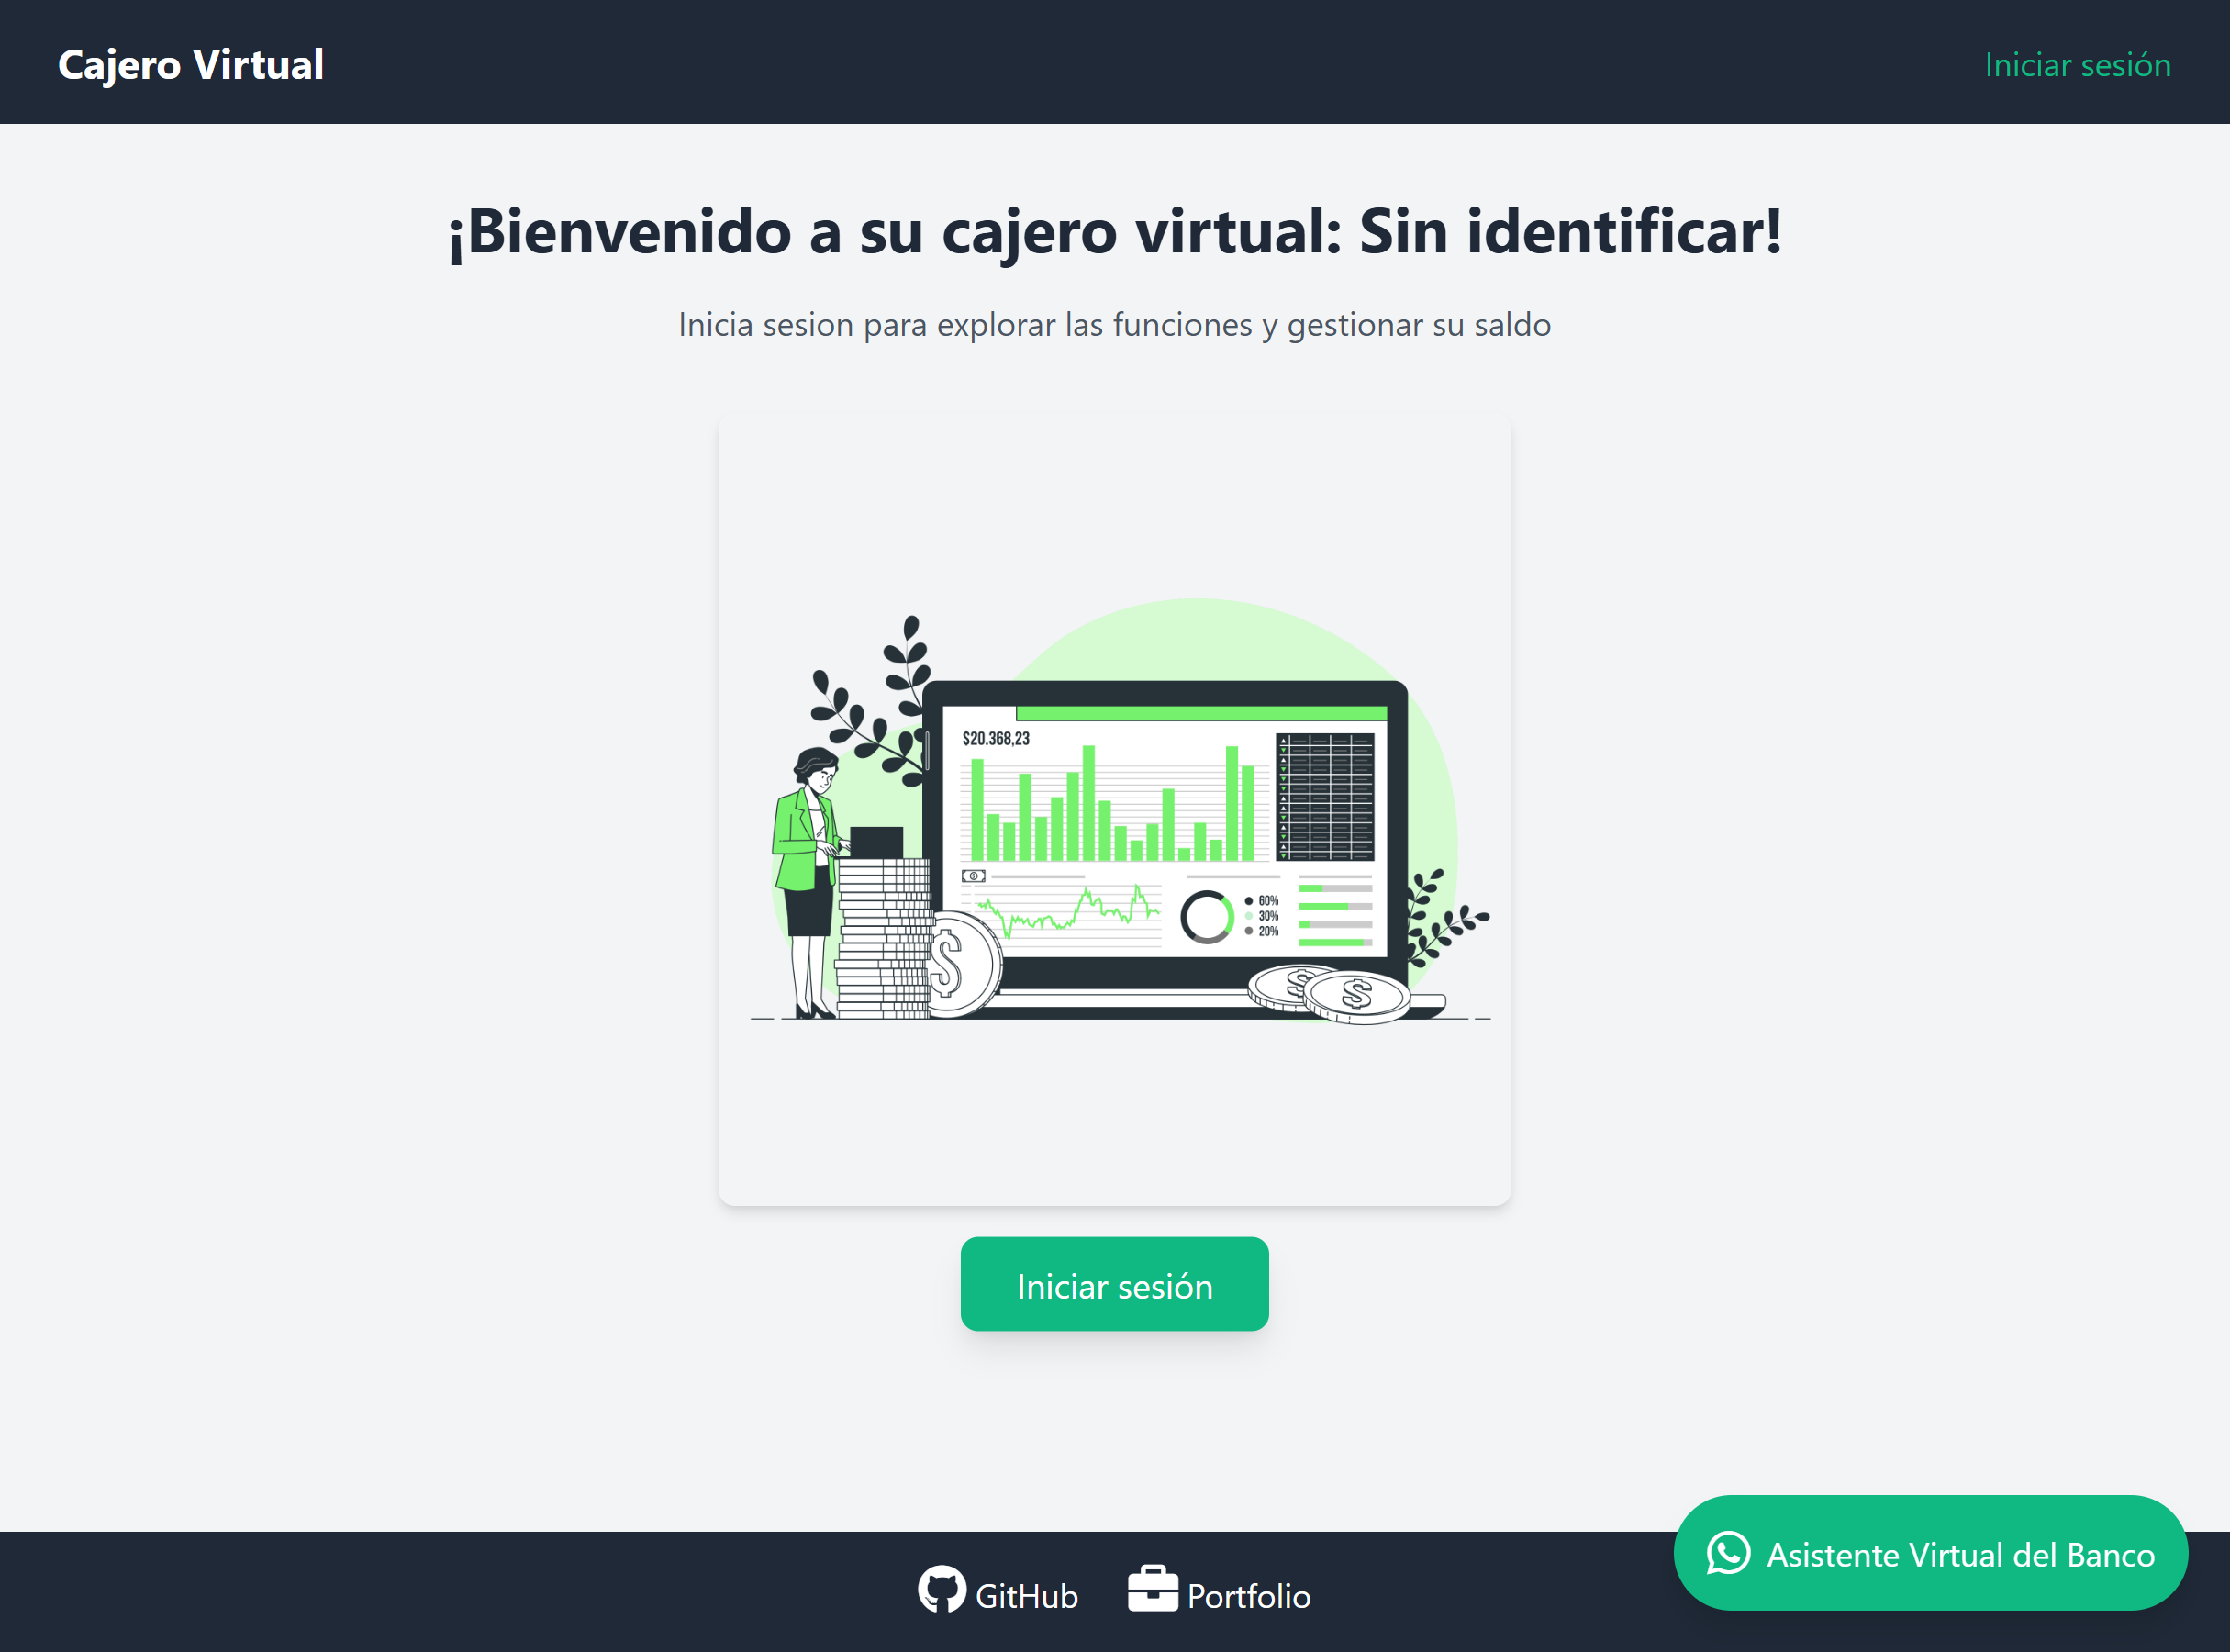 Cajero Virtual
Iniciar sesión
¡Bienvenido a su cajero virtual: Sin identificar!
Inicia sesion para explorar las funciones y gestionar su saldo
$20.368,23
60%
30%
20%
$
$
$
Iniciar sesión
GitHub
Portfolio
Asistente Virtual del Banco